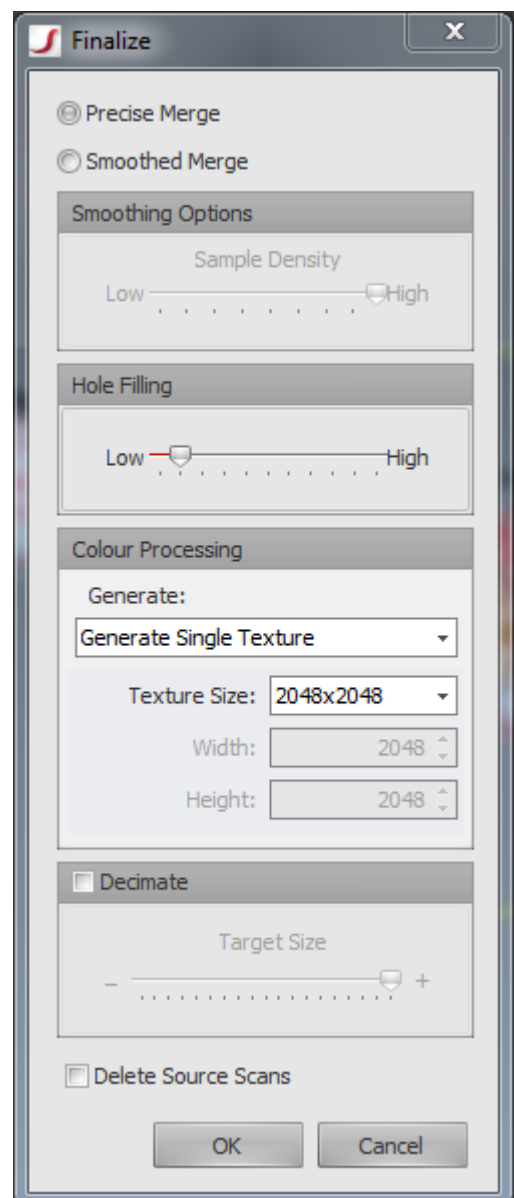 Finalize
x
Precise Merge
Smoothed Merge
Smoothing Options
Sample Density
Low High
Hole Filling
Low High
Colour Processing
Generate:
Generate Single Texture
Texture Size: 2048x2048
Width: 2048
Height: 2048
Decimate
Target Size
- +
Delete Source Scans
OK Cancel